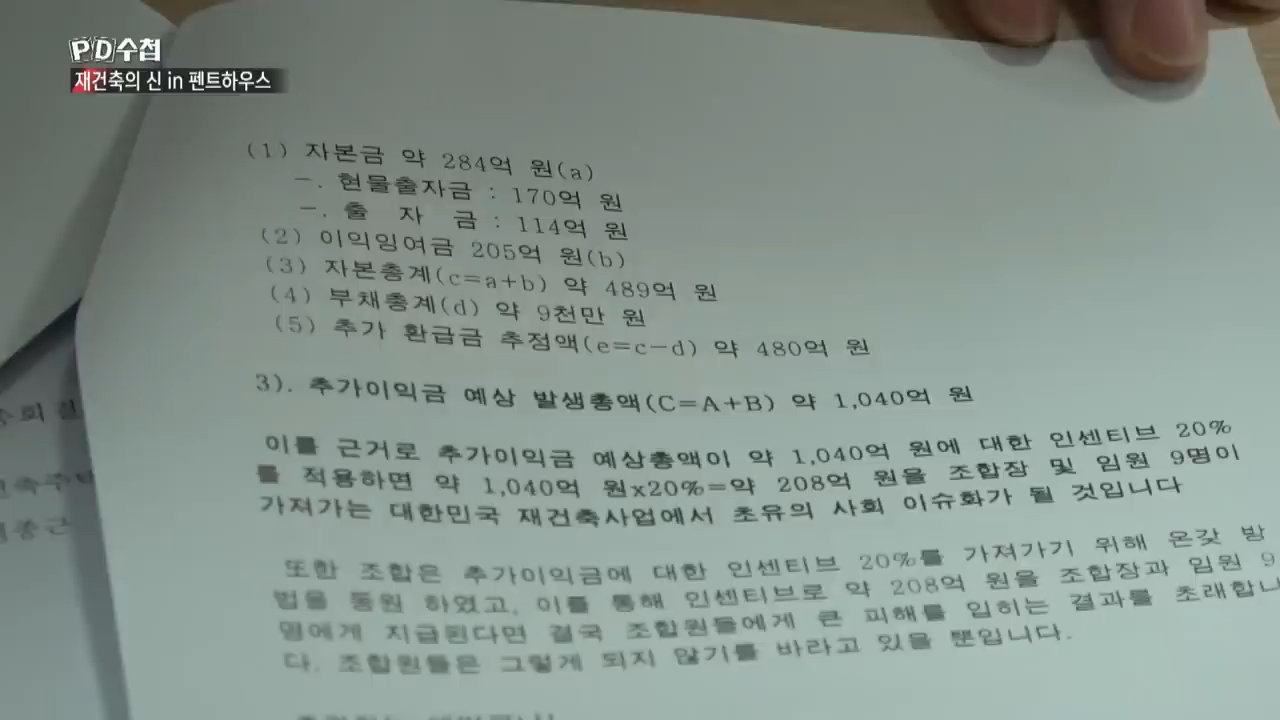 PD수첩
재건축의 신 in 펜트하우스
(1) 자본금 약 284억 원(a)
-. 현물출자금 : 170억 원
-. 출 자 금 : 114억 원
(2) 이익잉여금 205억 원(b)
(3) 자본총계(c=a+b) 약 489억 원
(4) 부채총계(d) 약 9천만 원
(5) 추가 환급금 추정액(e=c-d) 약 480억 원
3). 추가이익금 예상 발생총액(C=A+B) 약 1,040억 원
이를 근거로 추가이익금 예상총액이 약 1,040억 원에 대한 인센티브 20%
를 적용하면 약 1,040억 원x20%=약 208억 원을 조합장 및 임원 9명이
가져가는 대한민국 재건축사업에서 초유의 사회 이슈화가 될 것입니다
또한 조합은 추가이익금에 대한 인센티브 20%를 가져가기 위해 온갖 방
법을 동원 하였고, 이를 통해 인센티브로 약 208억 원을 조합장과 임원 9
명에게 지급된다면 결국 조합원들에게 큰 피해를 입히는 결과를 초래합니
다. 조합원들은 그렇게 되지 않기를 바라고 있을 뿐입니다.